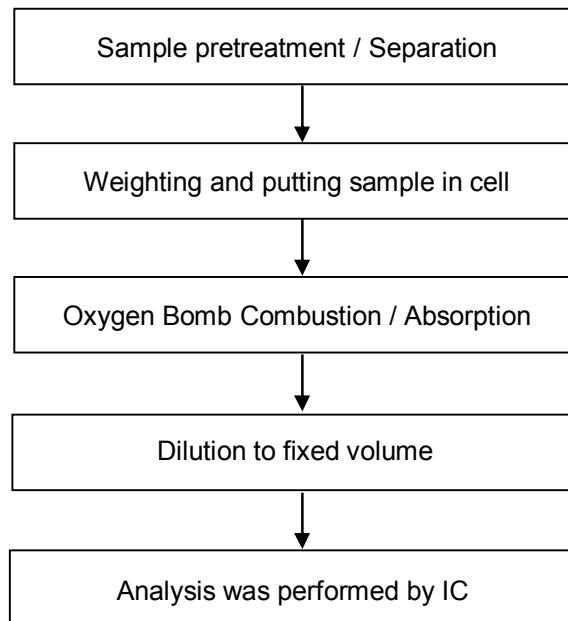 Sample pretreatment / Separation
Weighting and putting sample in cell
Oxygen Bomb Combustion / Absorption
Dilution to fixed volume
Analysis was performed by IC